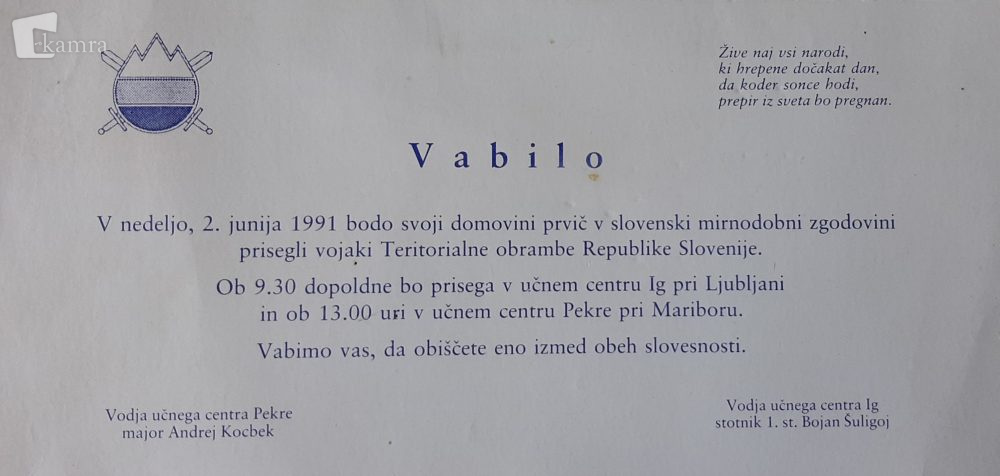 kamra
Žive naj vsi narodi,
ki hrepene dočakat dan,
da koder sonce hodi,
prepir iz sveta bo pregnan.
Vabilo
V nedeljo, 2. junija 1991 bodo svoji domovini prvič v slovenski mirnodobni zgodovini
prisegli vojaki Teritorialne obrambe Republike Slovenije.
Ob 9.30 dopoldne bo prisega v učnem centru Ig pri Ljubljani
in ob 13.00 uri v učnem centru Pekre pri Mariboru.
Vabimo vas, da obiščete eno izmed obeh slovesnosti.
Vodja učnega centra Pekre
major Andrej Kocbek
Vodja učnega centra Ig
stotnik 1. st. Bojan Šuligoj